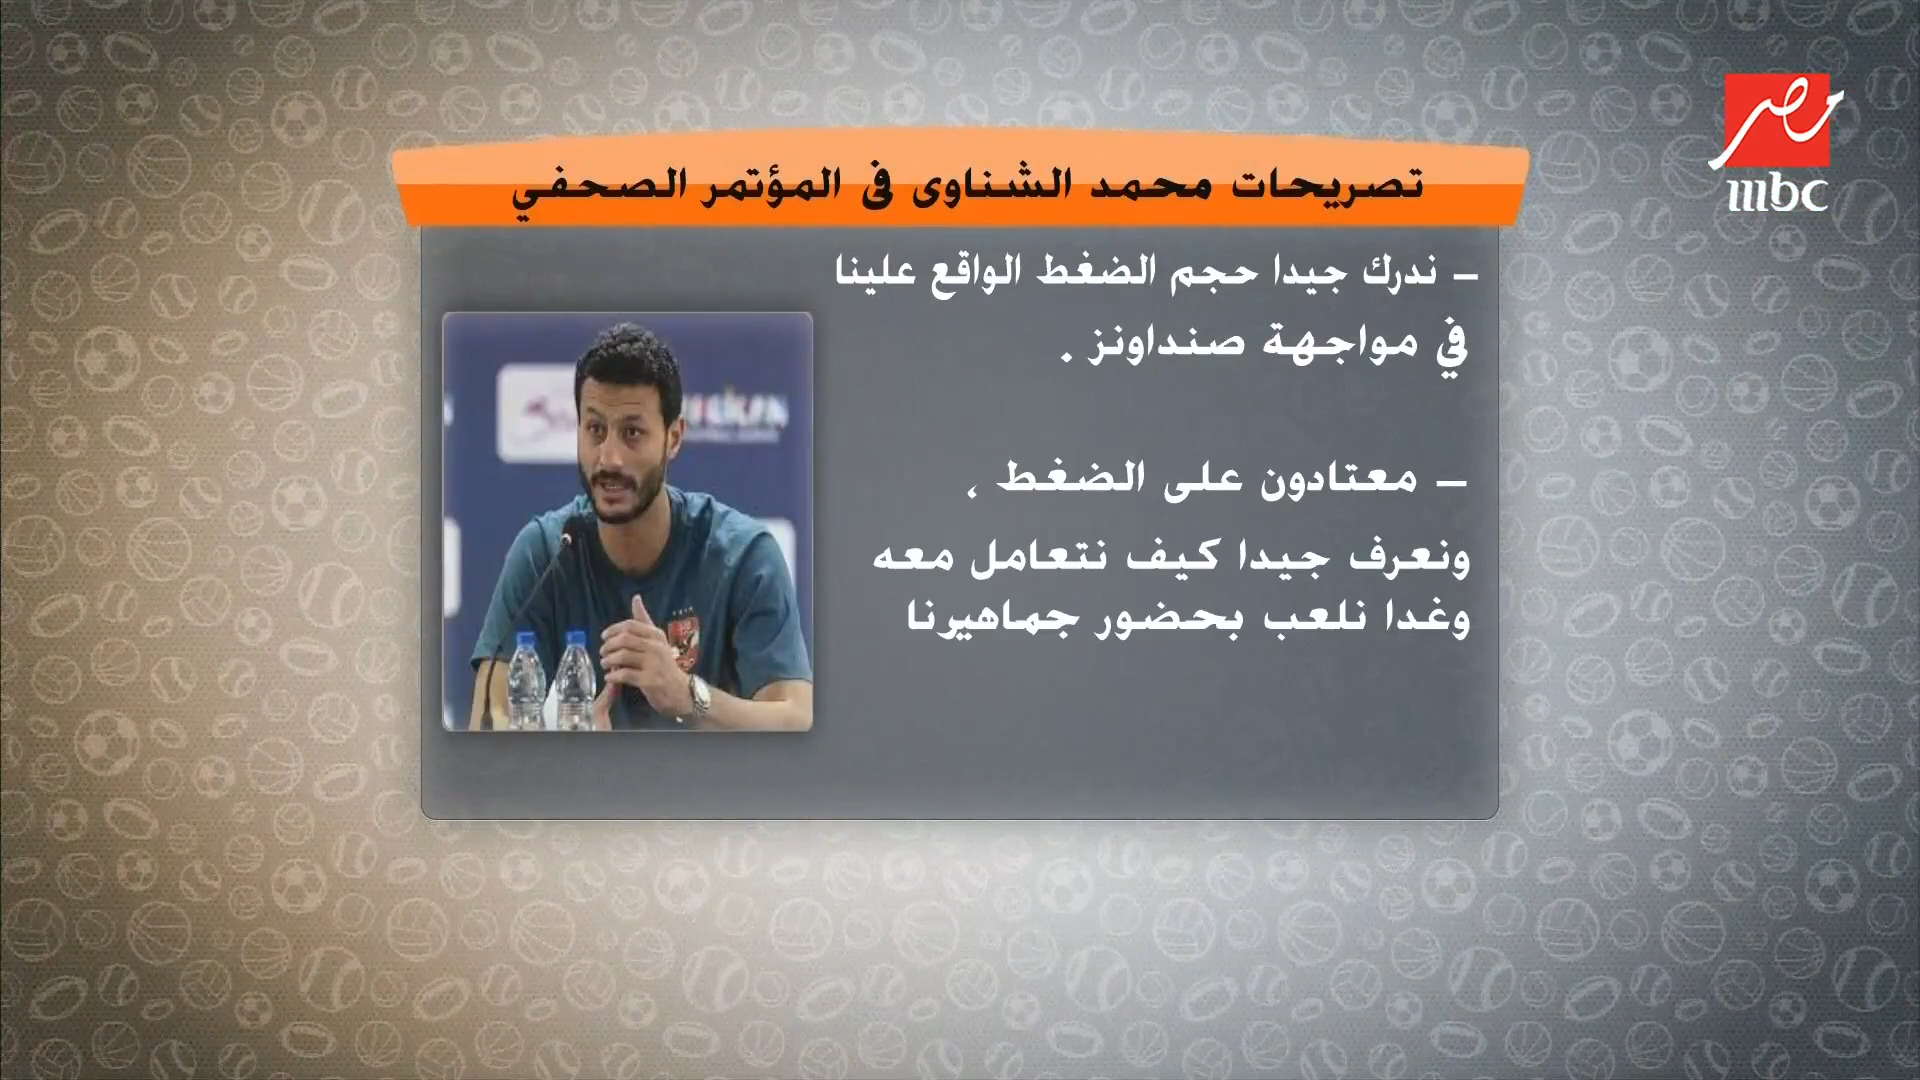 مصر
mbc
تصريحات محمد الشناوى فى المؤتمر الصحفي
- ندرك جيدا حجم الضغط الواقع علينا
في مواجهة صنداونز .
- معتادون على الضغط ،
ونعرف جيدا كيف نتعامل معه
وغدا نلعب بحضور جماهيرنا